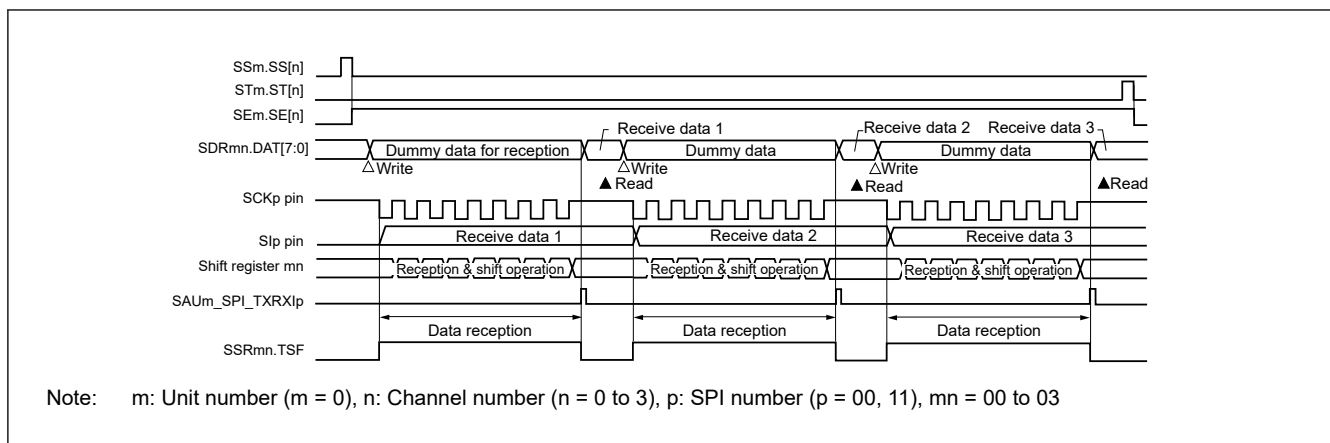 SSm.SS[n]
STm.ST[n]
SEm.SE[n]
Receive data 1
Receive data 2 Receive data 3
SDRmn.DAT[7:0]
Dummy data for reception
Dummy data
Dummy data
△Write
△Write
△Write
▲Read
▲Read
▲Read
SCKp pin
SIp pin
Receive data 1
Receive data 2
Receive data 3
Shift register mn
Reception & shift operation
Reception & shift operation
Reception & shift operation
SAUm_SPI_TXRXIp
Data reception
Data reception
Data reception
SSRmn.TSF
Note: m: Unit number (m = 0), n: Channel number (n = 0 to 3), p: SPI number (p = 00, 11), mn = 00 to 03